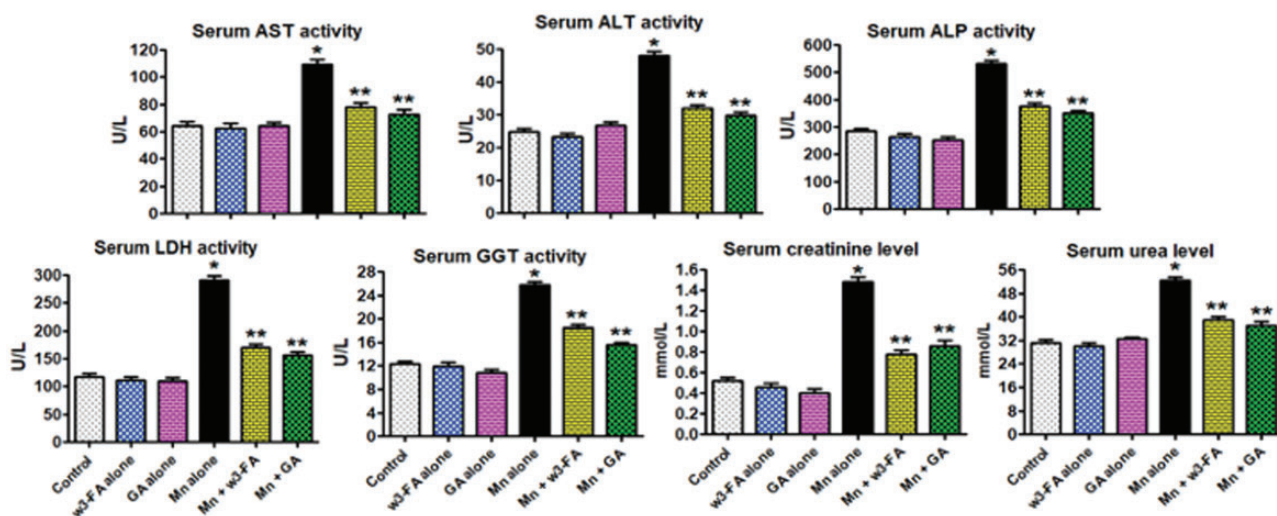 Serum AST activity
120
100
80
60
40
20
0
U/L
*
**
**
Serum ALT activity
50
40
30
20
10
0
U/L
*
**
**
Serum ALP activity
600
500
400
300
200
100
0
U/L
*
**
**
Serum LDH activity
300
250
200
150
100
50
0
U/L
*
**
**
Control
w3-FA alone
GA alone
Mn alone
Mn + w3-FA
Mn + GA
Serum GGT activity
28
24
20
16
12
8
4
0
U/L
*
**
**
Control
w3-FA alone
GA alone
Mn alone
Mn + w3-FA
Mn + GA
Serum creatinine level
1.6
1.4
1.2
1.0
0.8
0.6
0.4
0.2
0.0
mmol/L
*
**
**
Control
w3-FA alone
GA alone
Mn alone
Mn + w3-FA
Mn + GA
Serum urea level
56
48
40
32
24
16
8
0
mmol/L
*
**
**
Control
w3-FA alone
GA alone
Mn alone
Mn + w3-FA
Mn + GA